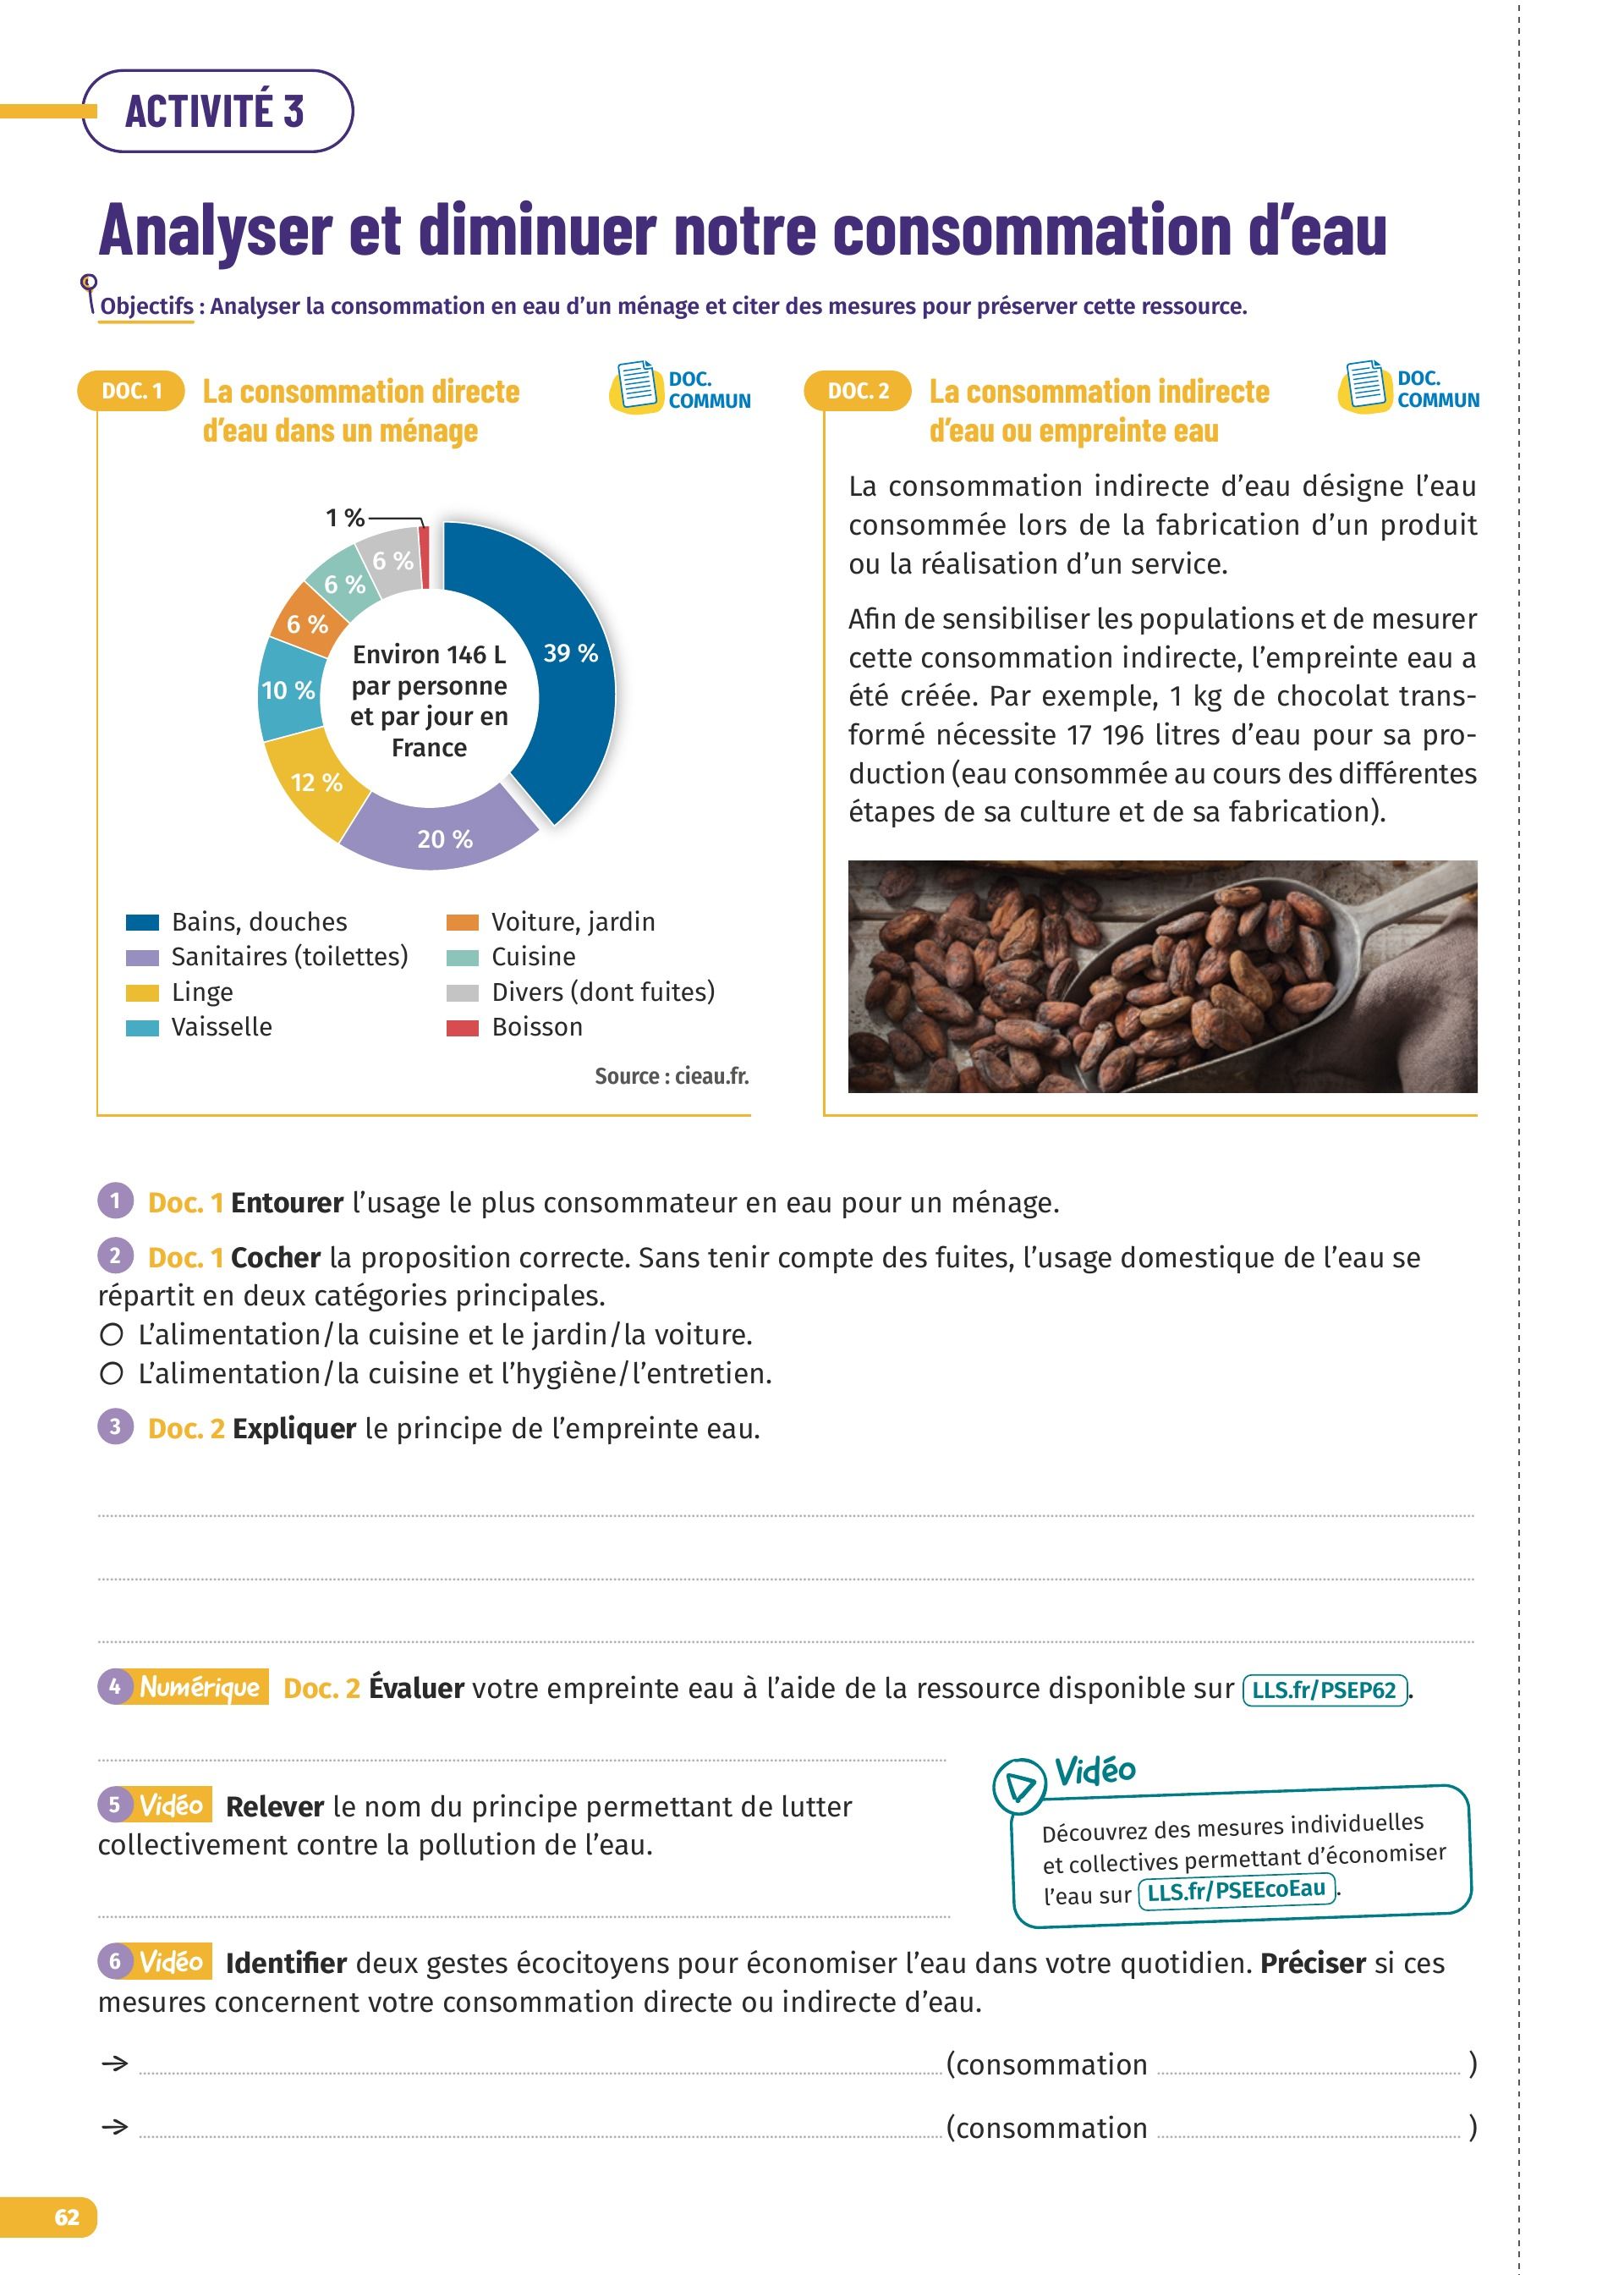 ACTIVITÉ 3
Analyser et diminuer notre consommation d’eau
Objectifs : Analyser la consommation en eau d’un ménage et citer des mesures pour préserver cette ressource.
DOC. 1
La consommation directe
d’eau dans un ménage
DOC.
COMMUN
1 %
6 %
6 %
6 %
10 %
12 %
20 %
39 %
Environ 146 L
par personne
et par jour en
France
Bains, douches
Sanitaires (toilettes)
Linge
Vaisselle
Voiture, jardin
Cuisine
Divers (dont fuites)
Boisson
Source : cieau.fr.
DOC. 2
La consommation indirecte
d’eau ou empreinte eau
DOC.
COMMUN
La consommation indirecte d’eau désigne l’eau
consommée lors de la fabrication d’un produit
ou la réalisation d’un service.
Afin de sensibiliser les populations et de mesurer
cette consommation indirecte, l’empreinte eau a
été créée. Par exemple, 1 kg de chocolat trans-
formé nécessite 17 196 litres d’eau pour sa pro-
duction (eau consommée au cours des différentes
étapes de sa culture et de sa fabrication).
1 Doc. 1 Entourer l’usage le plus consommateur en eau pour un ménage.
2 Doc. 1 Cocher la proposition correcte. Sans tenir compte des fuites, l’usage domestique de l’eau se
répartit en deux catégories principales.
L’alimentation/la cuisine et le jardin/la voiture.
L’alimentation/la cuisine et l’hygiène/l’entretien.
3 Doc. 2 Expliquer le principe de l’empreinte eau.
4 Numérique Doc. 2 Évaluer votre empreinte eau à l’aide de la ressource disponible sur LLS.fr/PSEP62.
5 Vidéo Relever le nom du principe permettant de lutter
collectivement contre la pollution de l’eau.
Vidéo
Découvrez des mesures individuelles
et collectives permettant d’économiser
l’eau sur LLS.fr/PSEEcoEau.
6 Vidéo Identifier deux gestes écocitoyens pour économiser l’eau dans votre quotidien. Préciser si ces
mesures concernent votre consommation directe ou indirecte d’eau.
→ (consommation )
→ (consommation )
62